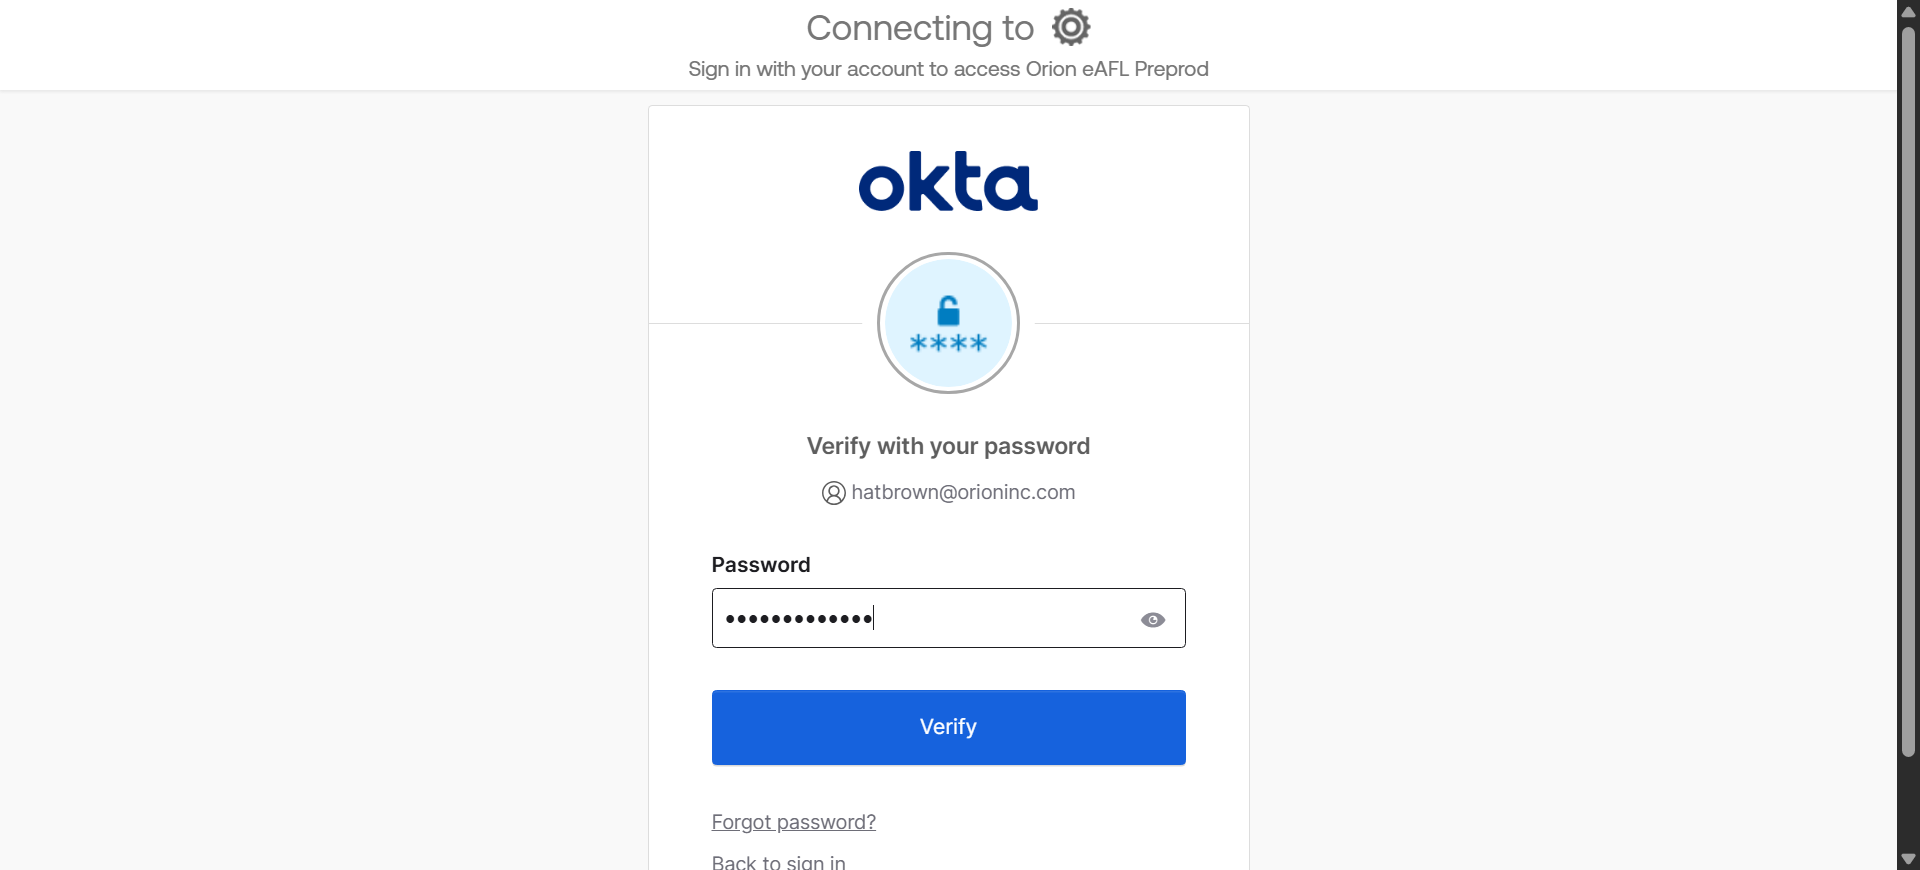 Connecting to
Sign in with your account to access Orion eAFL Preprod
okta
****
Verify with your password
hatbrown@orioninc.com
Password
•••••••••••••
Verify
Forgot password?
Back to sign in